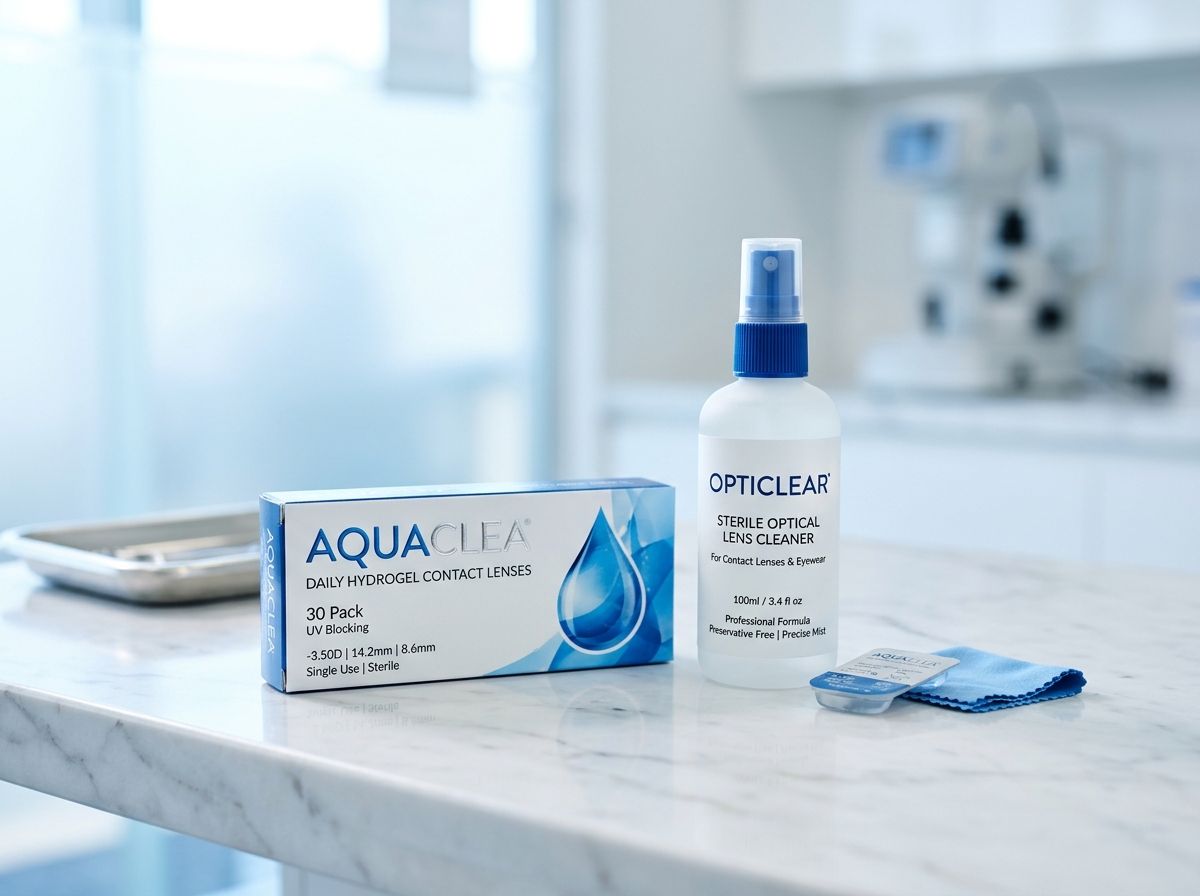 AQUACLEA®
DAILY HYDROGEL CONTACT LENSES
30 Pack
UV Blocking
-3.50D | 14.2mm | 8.6mm
Single Use | Sterile
AQUACLEA
OPTICLEAR
STERILE OPTICAL
LENS CLEANER
For Contact Lenses & Eyewear
100ml / 3.4 fl oz
Professional Formula
Preservative Free | Precise Mist
AQUACLEA